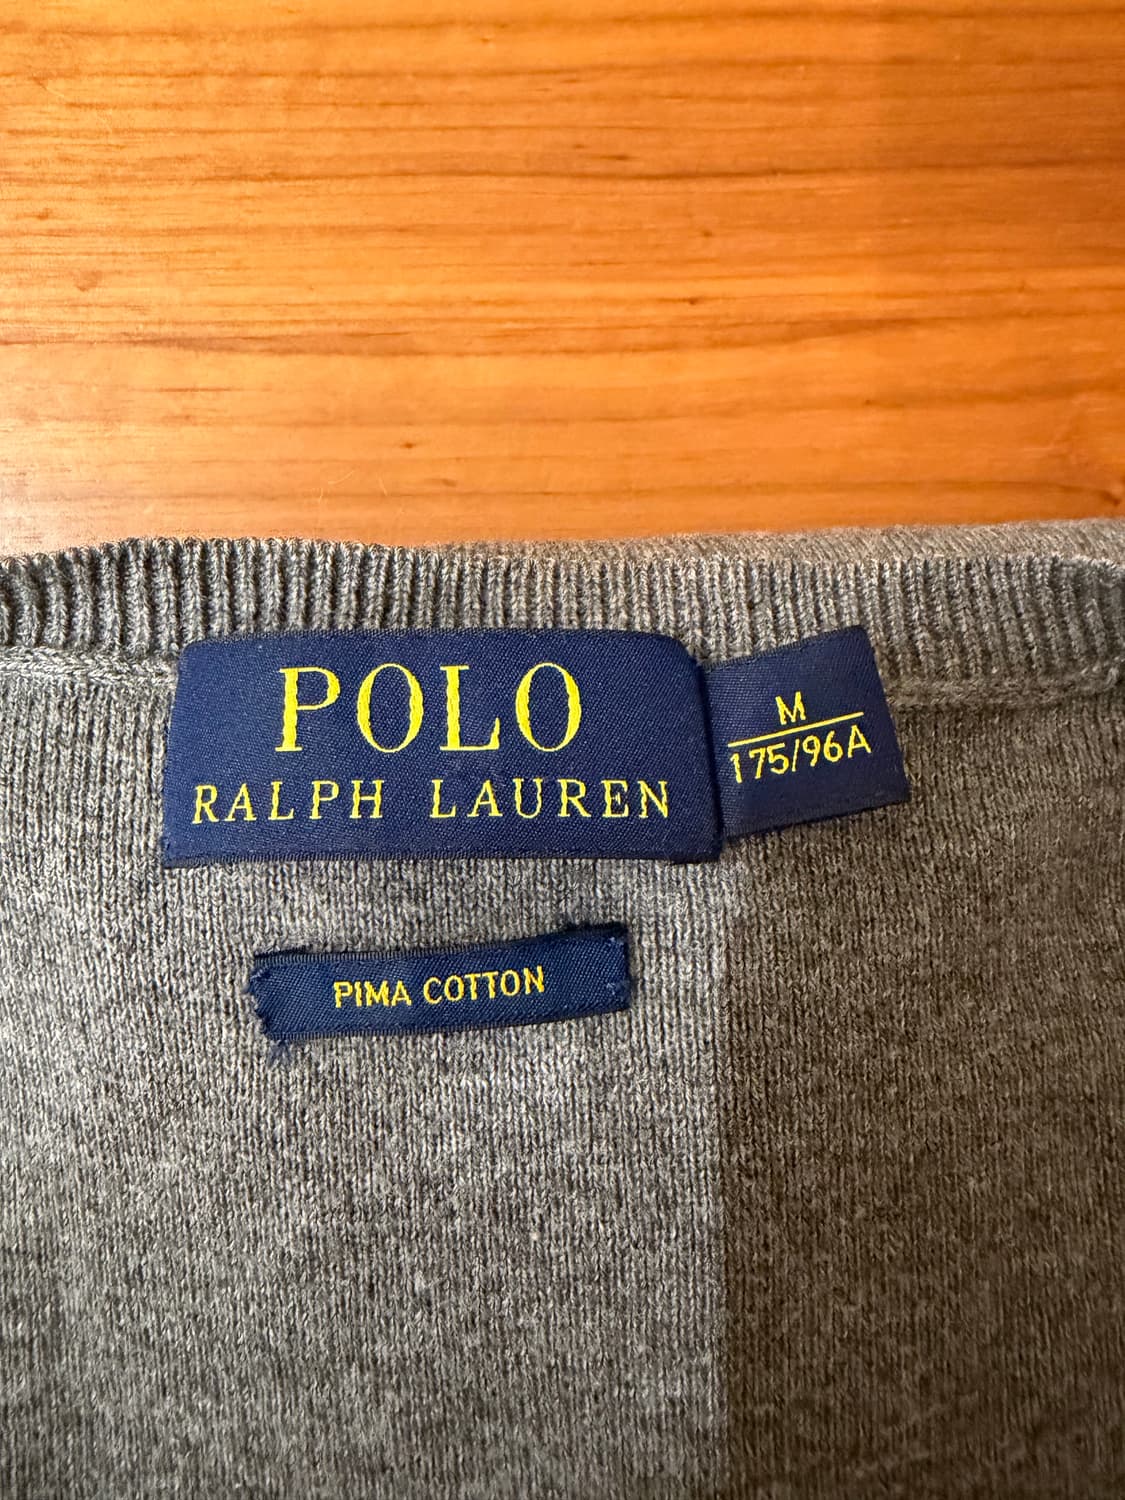 POLO
RALPH LAUREN
M
175/96A
PIMA COTTON